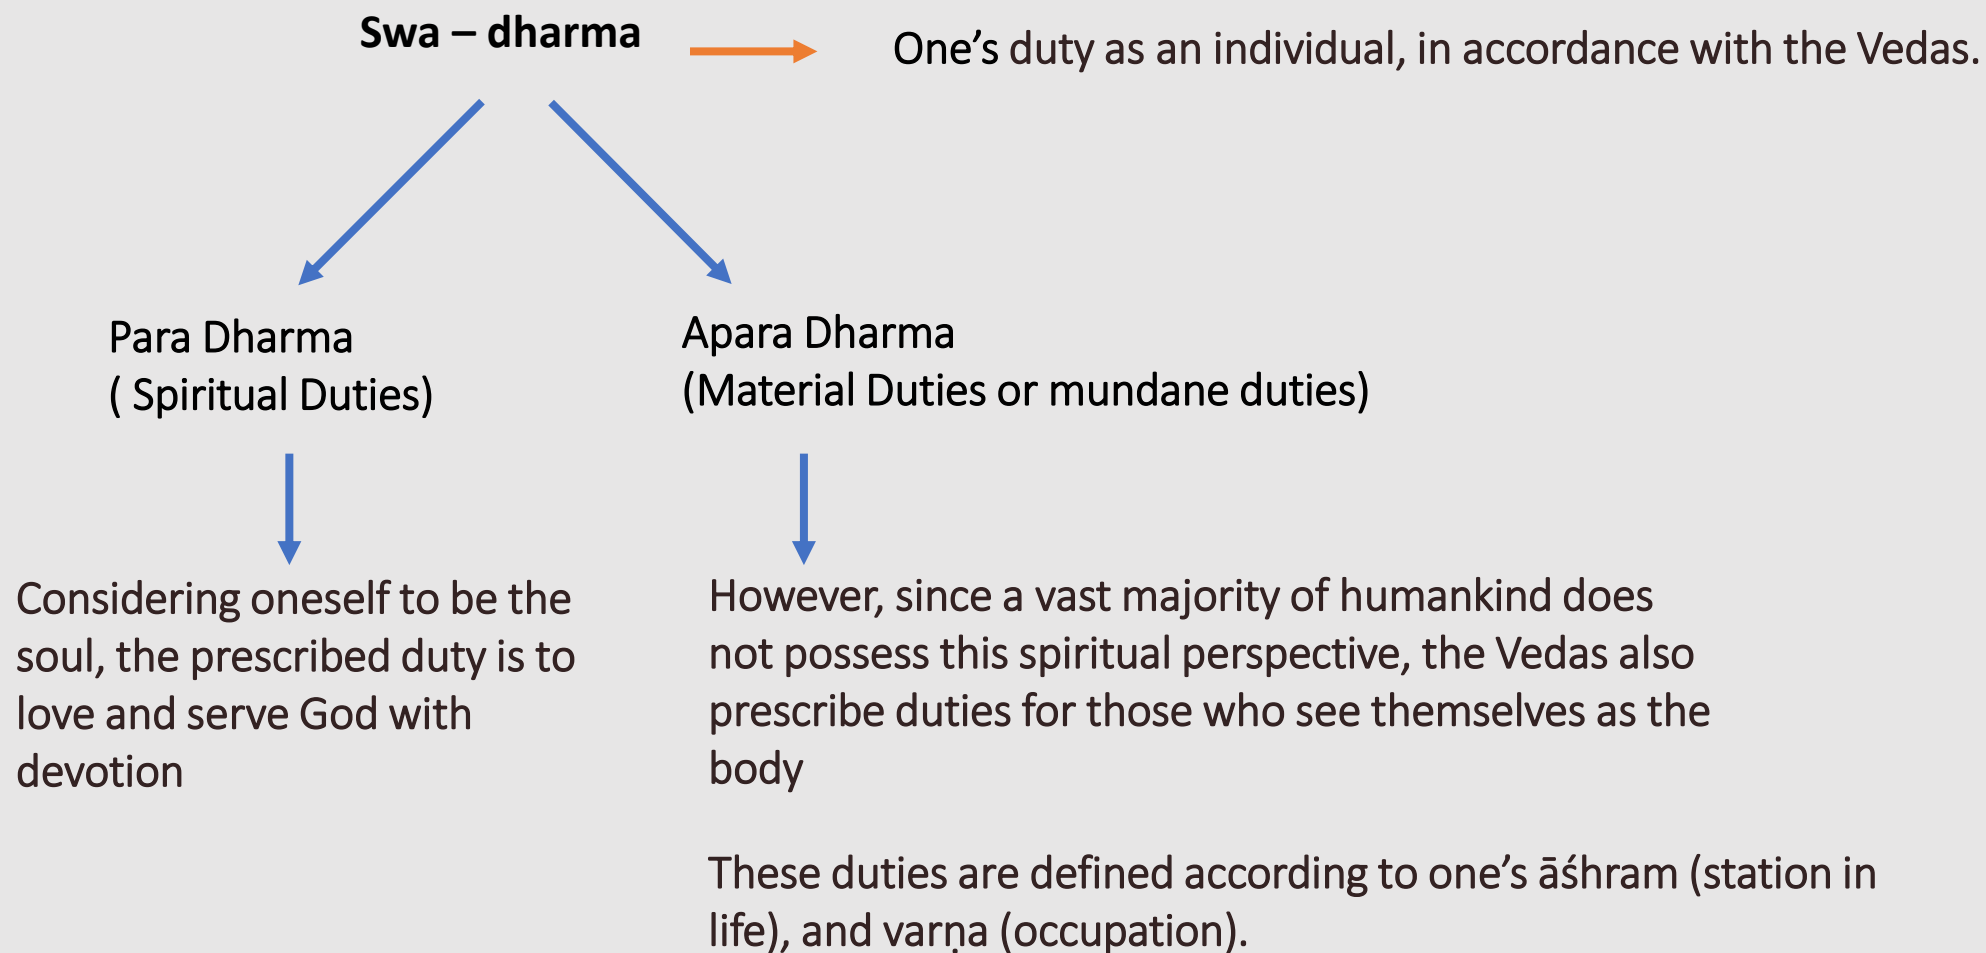 Swa – dharma
One’s duty as an individual, in accordance with the Vedas.
Para Dharma
( Spiritual Duties)
Apara Dharma
(Material Duties or mundane duties)
Considering oneself to be the
soul, the prescribed duty is to
love and serve God with
devotion
However, since a vast majority of humankind does
not possess this spiritual perspective, the Vedas also
prescribe duties for those who see themselves as the
body
These duties are defined according to one’s āśhram (station in
life), and varṇa (occupation).